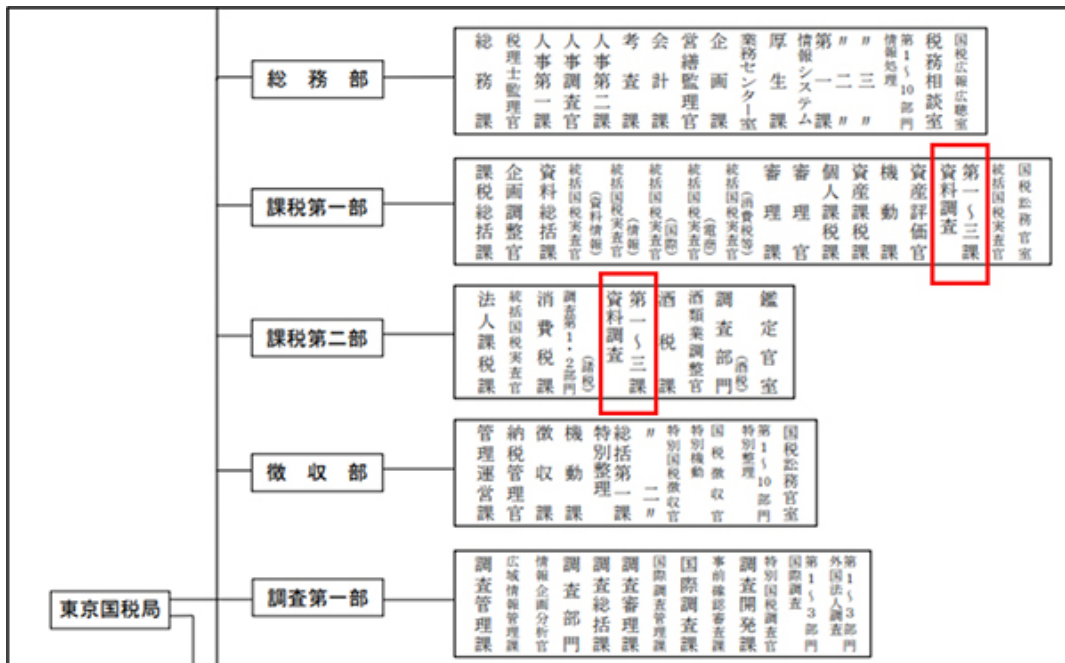 総務部
総務課
税理士監理官
人事第一課
人事調査官
人事第二課
考査課
会計課
営繕監理官
企画課
業務センター室
厚生課
情報システム
第一課
〃二〃
〃三〃
情報処理
第1～10部門
税務相談室
国税広報広聴室
課税第一部
課税総括課
企画調整官
資料総括課
統括国税実査官
(資料情報)
統括国税実査官
(情報)
統括国税実査官
(国際)
統括国税実査官
(電商)
統括国税実査官
(消費税等)
審理課
審理官
個人課税課
資産課税課
機動課
資産評価官
資料調査
第一～三課
統括国税実査官
国税訟務官室
課税第二部
法人課税課
統括国税実査官
消費税課
調査第1・2部門
(諸税)
資料調査
第一～三課
酒税課
酒類業調整官
調査部門
(酒税)
鑑定官室
徴収部
管理運営課
納税管理官
徴収課
機動課
特別整理
総括第一課
〃二〃
特別国税徴収官
特別機動
国税徴収官
特別整理
第1～10部門
国税訟務官室
東京国税局
調査第一部
調査管理課
広域情報管理課
情報企画分析官
調査部門
調査総括課
調査審理課
国際調査管理課
国際調査課
事前確認審査課
調査開発課
特別国税調査官
国際調査
第1～3部門
外国法人調査
第1～3部門